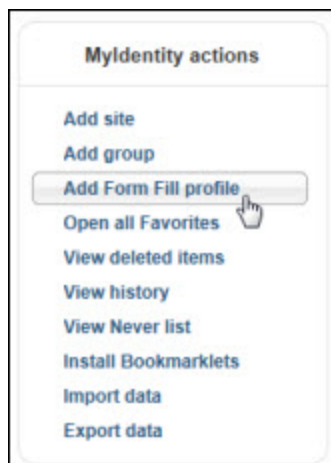 MyIdentity actions
Add site
Add group
Add Form Fill profile
Open all Favorites
View deleted items
View history
View Never list
Install Bookmarklets
Import data
Export data